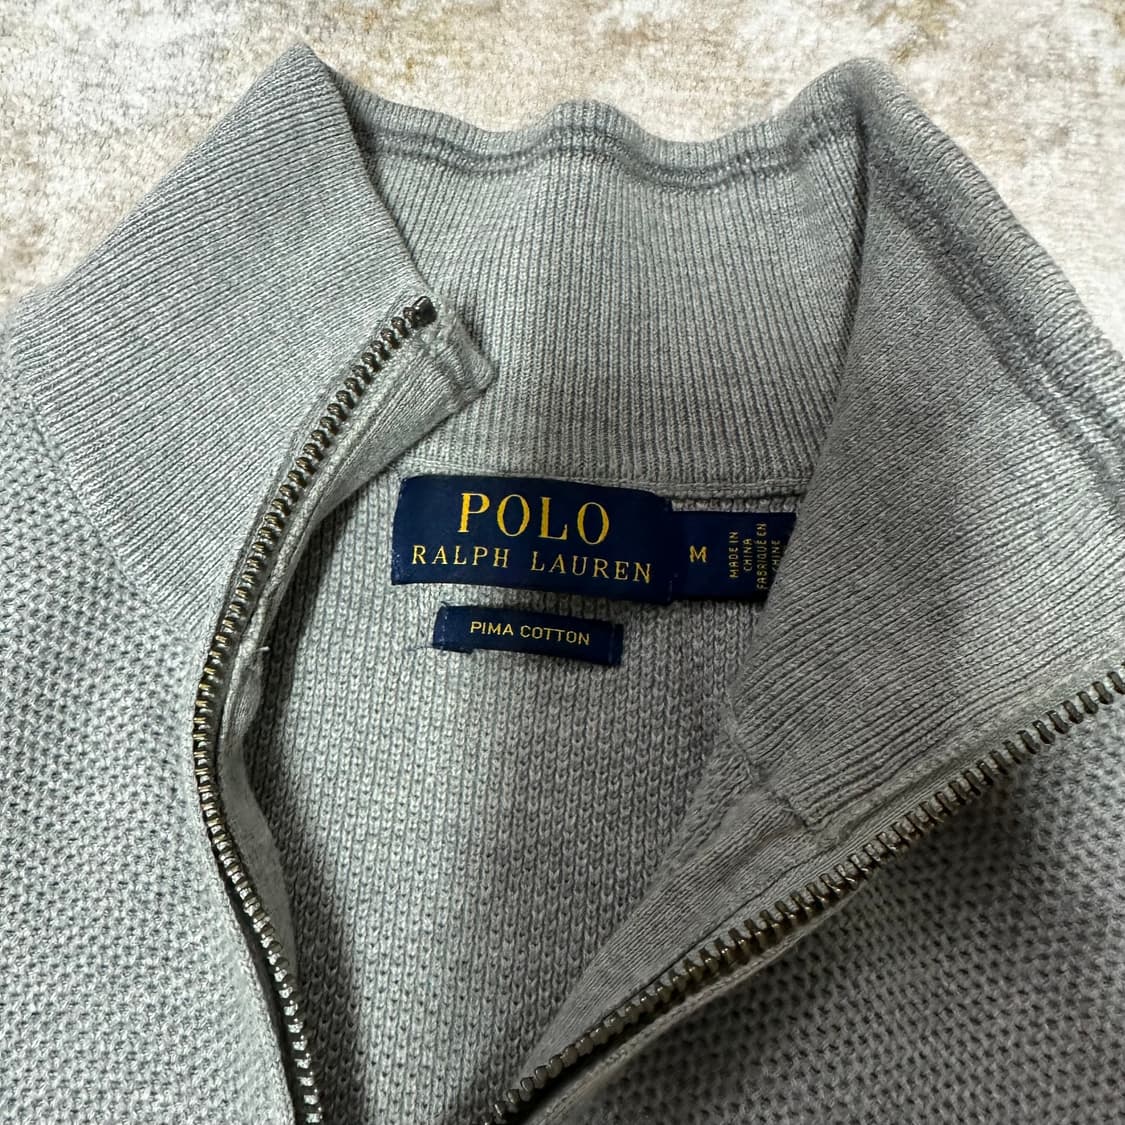 POLO
RALPH LAUREN
M
MADE IN
CHINA
FABRIQUÉ EN
CHINE
PIMA COTTON